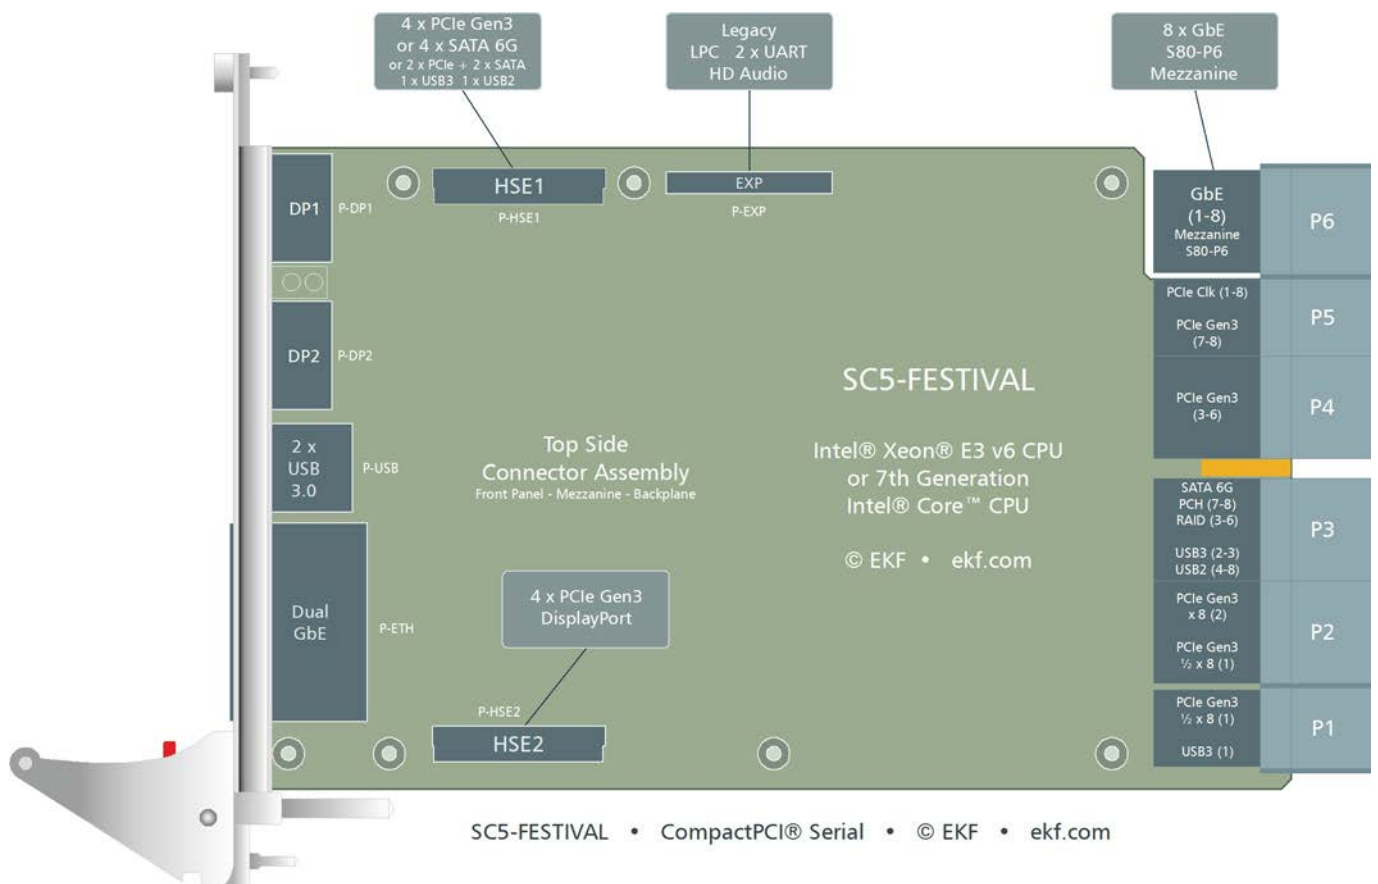 4 x PCIe Gen3
or 4 x SATA 6G
or 2 x PCIe + 2 x SATA
1 x USB3 1 x USB2
Legacy
LPC 2 x UART
HD Audio
8 x GbE
S80-P6
Mezzanine
DP1
P-DP1
HSE1
P-HSE1
EXP
P-EXP
GbE
(1-8)
Mezzanine
S80-P6
P6
PCIe Clk (1-8)
PCIe Gen3
(7-8)
P5
DP2
P-DP2
SC5-FESTIVAL
PCIe Gen3
(3-6)
P4
2 x
USB
3.0
P-USB
Top Side
Connector Assembly
Front Panel - Mezzanine - Backplane
Intel® Xeon® E3 v6 CPU
or 7th Generation
Intel® Core™ CPU
© EKF • ekf.com
SATA 6G
PCH (7-8)
RAID (3-6)
USB3 (2-3)
USB2 (4-8)
P3
Dual
GbE
P-ETH
4 x PCIe Gen3
DisplayPort
PCIe Gen3
x 8 (2)
PCIe Gen3
½ x 8 (1)
P2
P-HSE2
HSE2
PCIe Gen3
½ x 8 (1)
USB3 (1)
P1
SC5-FESTIVAL • CompactPCI® Serial • © EKF • ekf.com